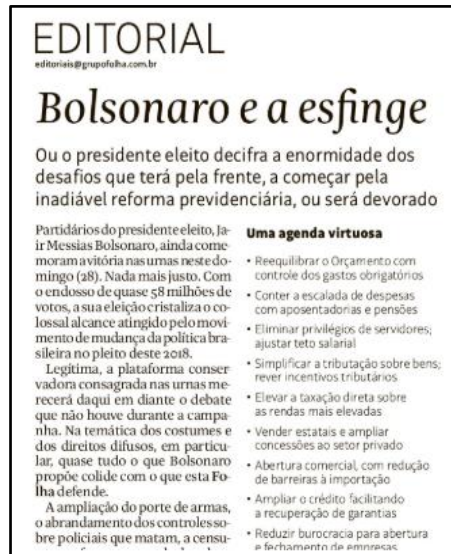 EDITORIAL
editoriais@grupofolha.com.br
Bolsonaro e a esfinge
Ou o presidente eleito decifra a enormidade dos
desafios que terá pela frente, a começar pela
inadiável reforma previdenciária, ou será devorado
Partidários do presidente eleito, Ja-
ir Messias Bolsonaro, ainda come-
moram a vitória nas urnas neste do-
mingo (28). Nada mais justo. Com
o endosso de quase 58 milhões de
votos, a sua eleição cristaliza o co-
lossal alcance atingido pelo movi-
mento de mudança da política bra-
sileira no pleito deste 2018.
Legítima, a plataforma conser-
vadora consagrada nas urnas me-
recerá daqui em diante o debate
que não houve durante a campa-
nha. Na temática dos costumes e
dos direitos difusos, em particu-
lar, quase tudo o que Bolsonaro
propõe colide com o que esta Fo-
lha defende.
A ampliação do porte de armas,
o abrandamento dos controles so-
bre policiais que matam, a censu-
Uma agenda virtuosa
• Reequilibrar o Orçamento com
controle dos gastos obrigatórios
• Conter a escalada de despesas
com aposentadorias e pensões
• Eliminar privilégios de servidores;
ajustar teto salarial
• Simplificar a tributação sobre bens;
rever incentivos tributários
• Elevar a taxação direta sobre
as rendas mais elevadas
• Vender estatais e ampliar
concessões ao setor privado
• Abertura comercial, com redução
de barreiras à importação
• Ampliar o crédito facilitando
a recuperação de garantias
• Reduzir burocracia para abertura
e fechamento de empresas